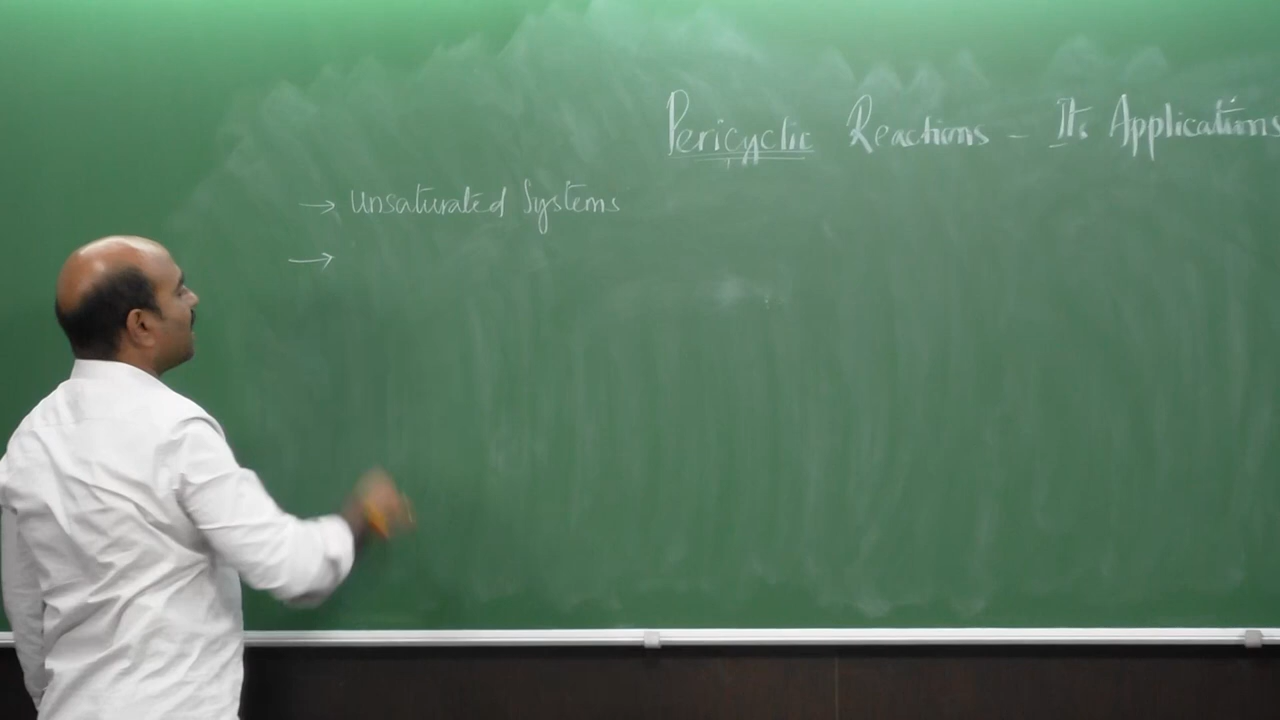 Pericyclic Reactions - Its Applications
→ Unsaturated Systems
→